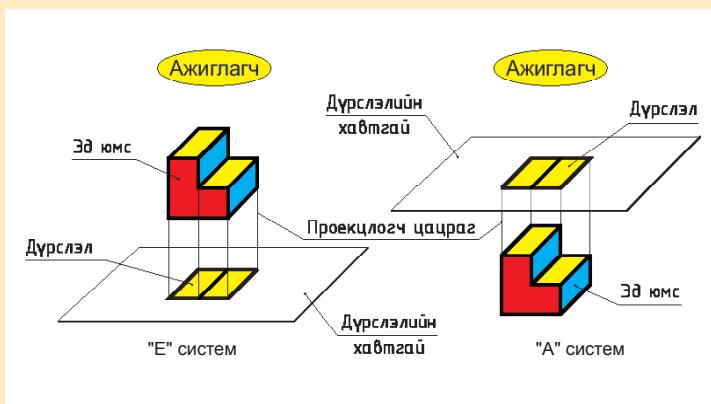 Ажиглагч
Эд юмс
Дүрслэл
Проекцлогч цацраг
Дүрслэлийн
хавтгай
"Е" систем
Ажиглагч
Дүрслэлийн
хавтгай
Дүрслэл
Эд юмс
"А" систем